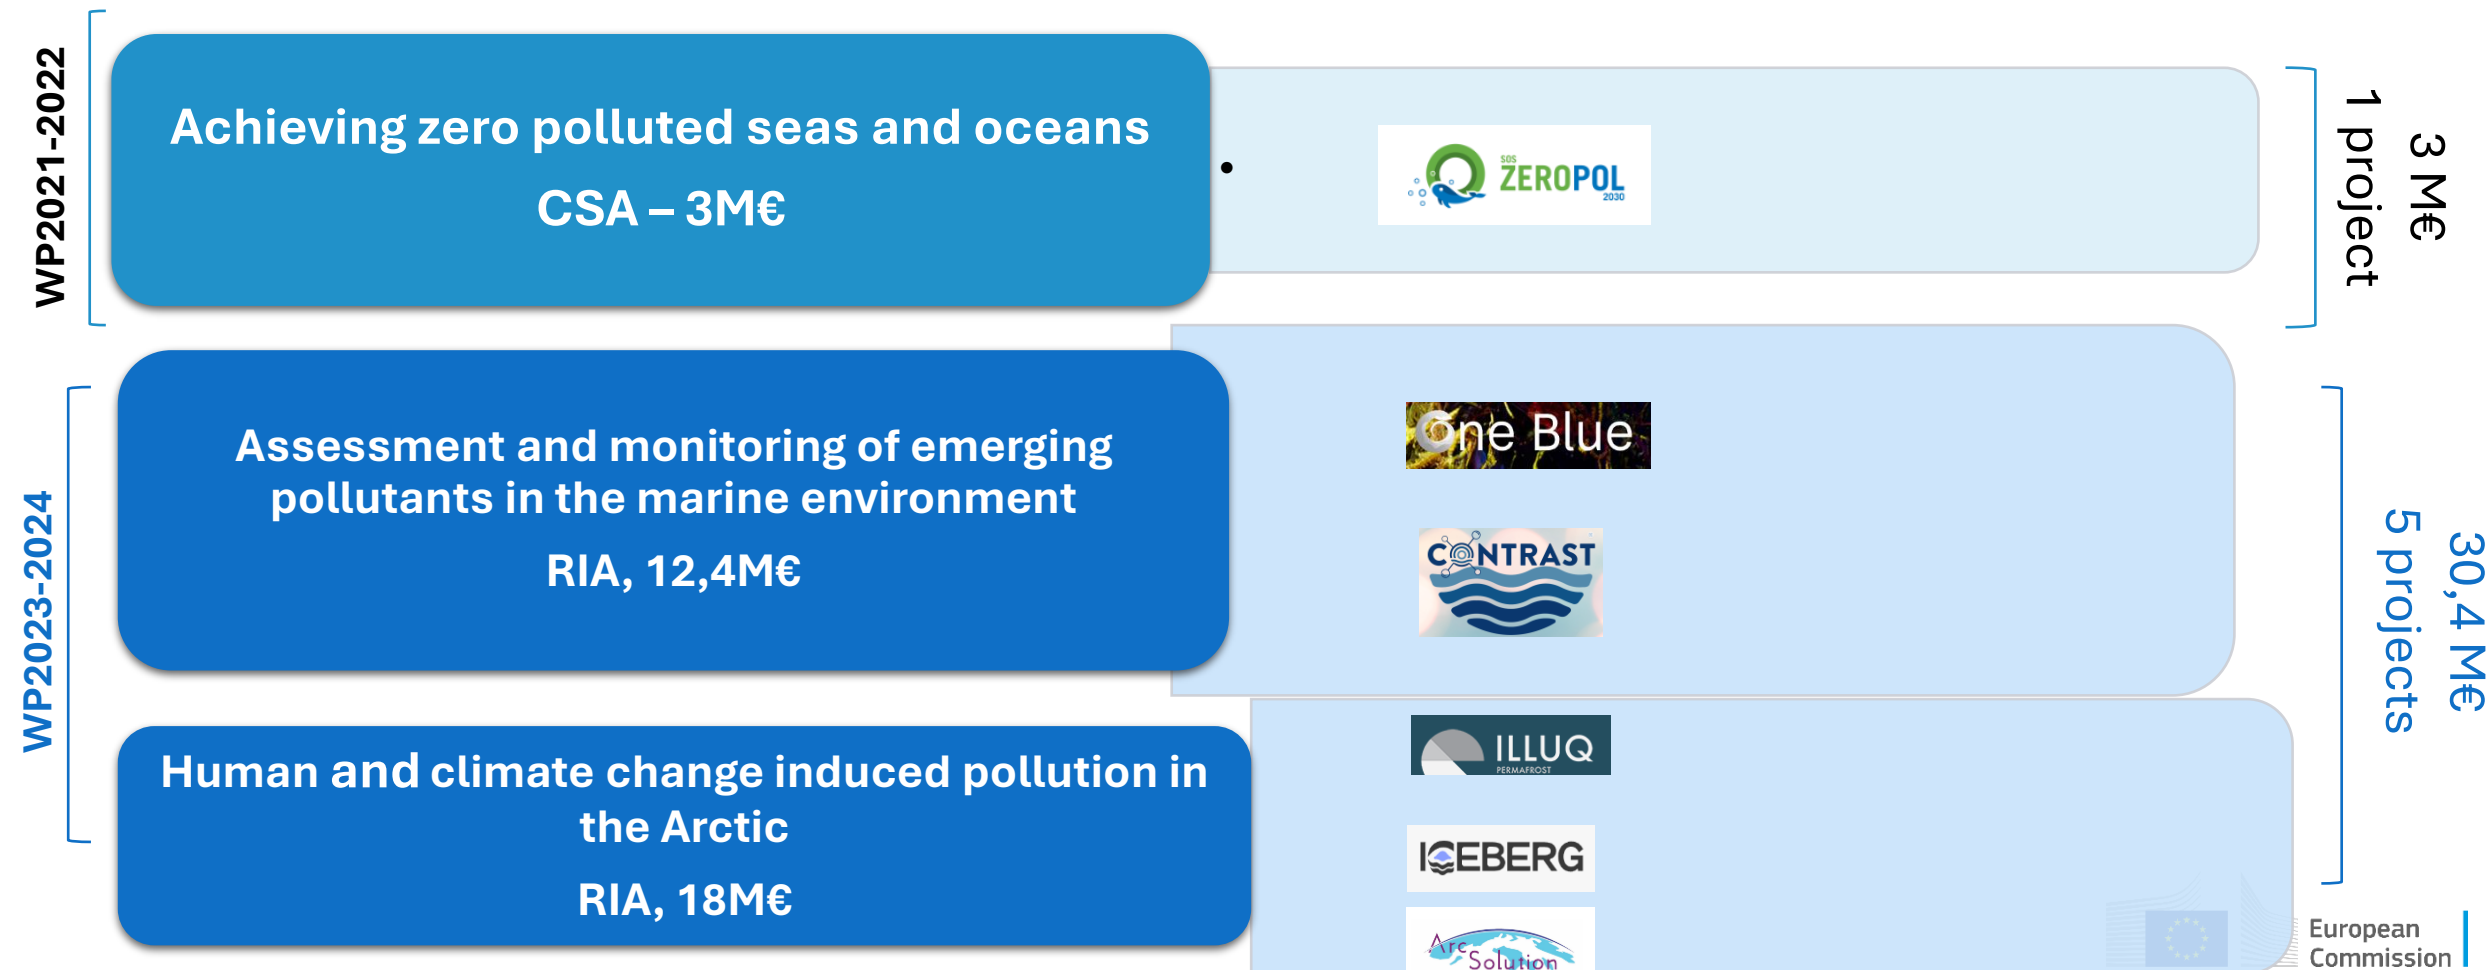 WP2021-2022
Achieving zero polluted seas and oceans
CSA – 3M€
•
SOS
ZEROPOL
2030
3 M€
1 project
WP2023-2024
Assessment and monitoring of emerging
pollutants in the marine environment
RIA, 12,4M€
One Blue
CONTRAST
30,4 M€
5 projects
Human and climate change induced pollution in
the Arctic
RIA, 18M€
ILLUQ
PERMAFROST
ICEBERG
Arc
Solution
European
Commission